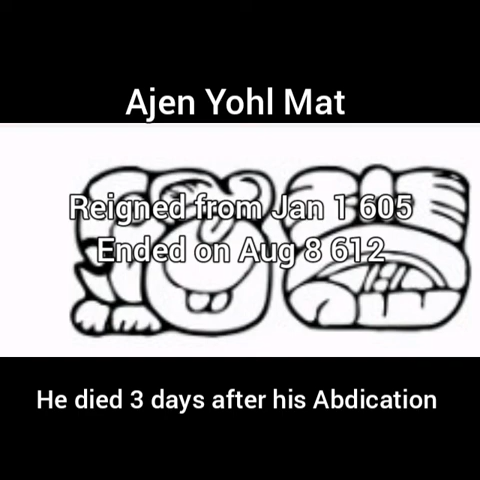 Ajen Yohl Mat
Reigned from Jan 1 605
Ended on Aug 8 612
He died 3 days after his Abdication